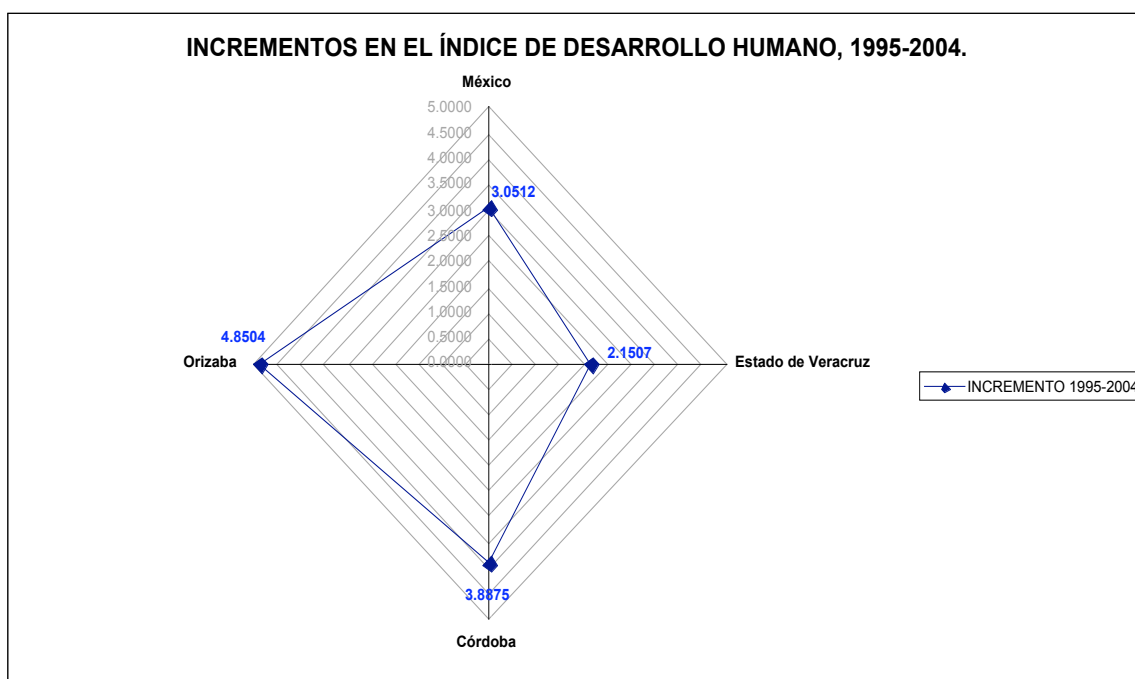 INCREMENTOS EN EL ÍNDICE DE DESARROLLO HUMANO, 1995-2004.
México
5.0000
4.5000
4.0000
3.5000
3.0512
3.0000
2.5000
2.0000
1.5000
1.0000
0.5000
0.0000
4.8504
Orizaba
2.1507
Estado de Veracruz
INCREMENTO 1995-2004
3.8875
Córdoba